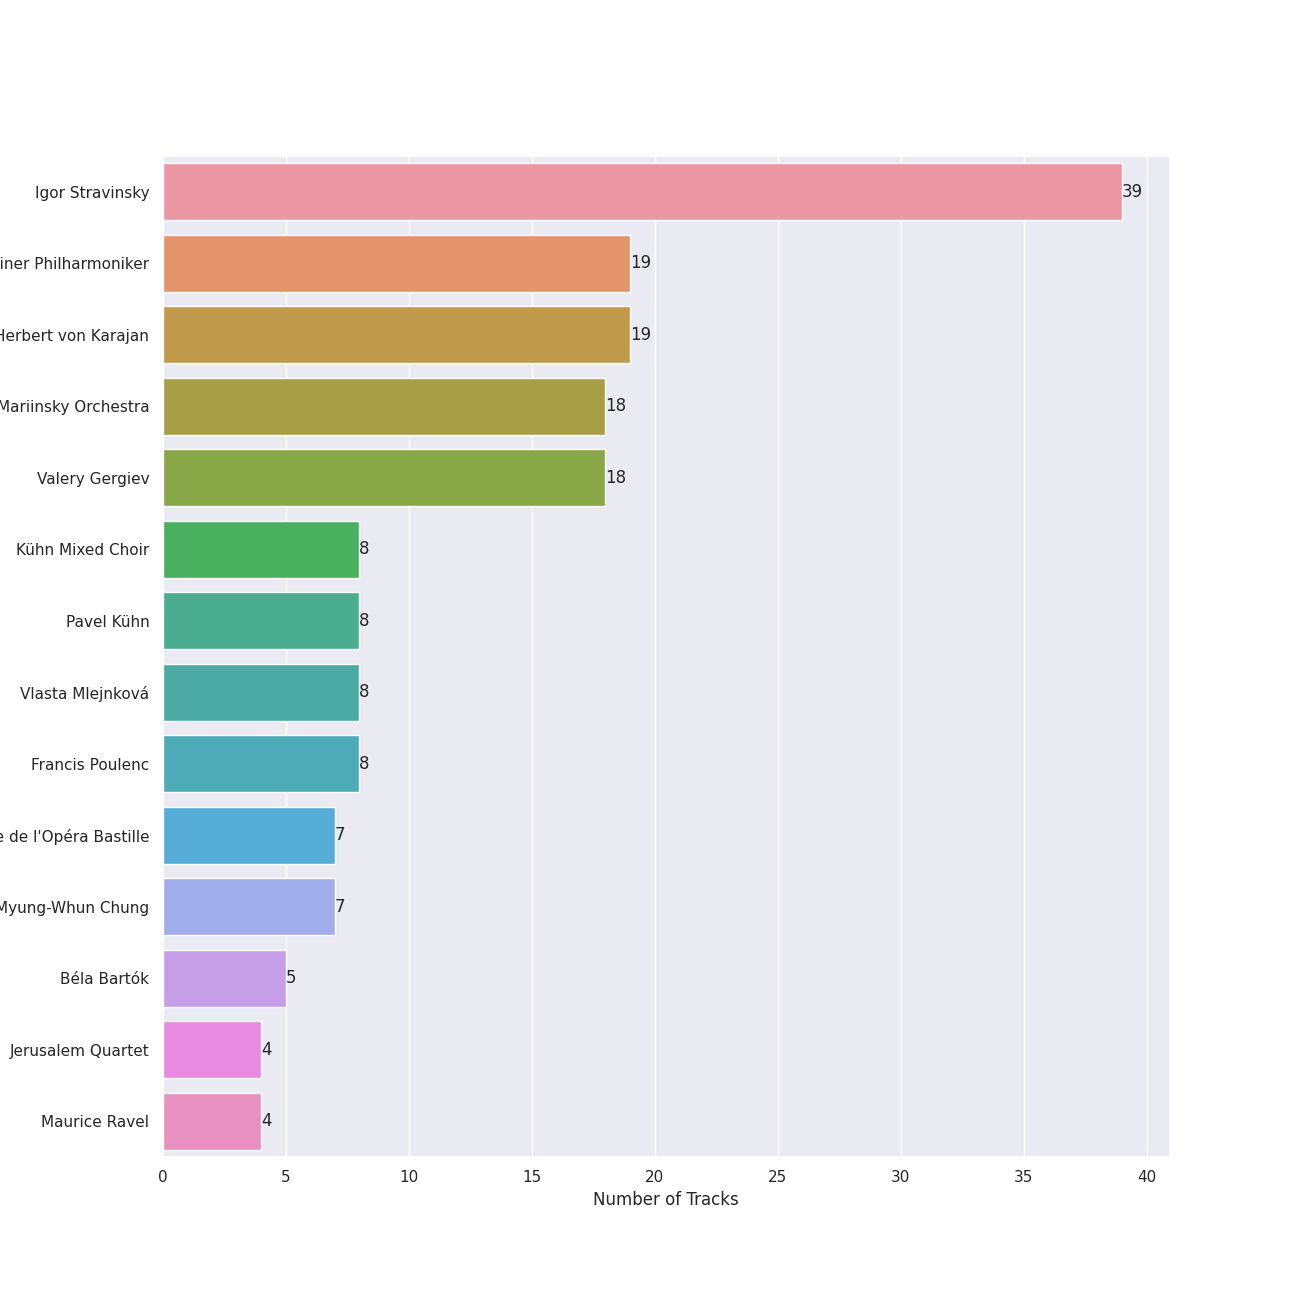 Igor Stravinsky 39
iner Philharmoniker 19
Herbert von Karajan 19
Mariinsky Orchestra 18
Valery Gergiev 18
Kühn Mixed Choir 8
Pavel Kühn 8
Vlasta Mlejnková 8
Francis Poulenc 8
e de l'Opéra Bastille 7
Myung-Whun Chung 7
Béla Bartók 5
Jerusalem Quartet 4
Maurice Ravel 4
0 5 10 15 20 25 30 35 40
Number of Tracks